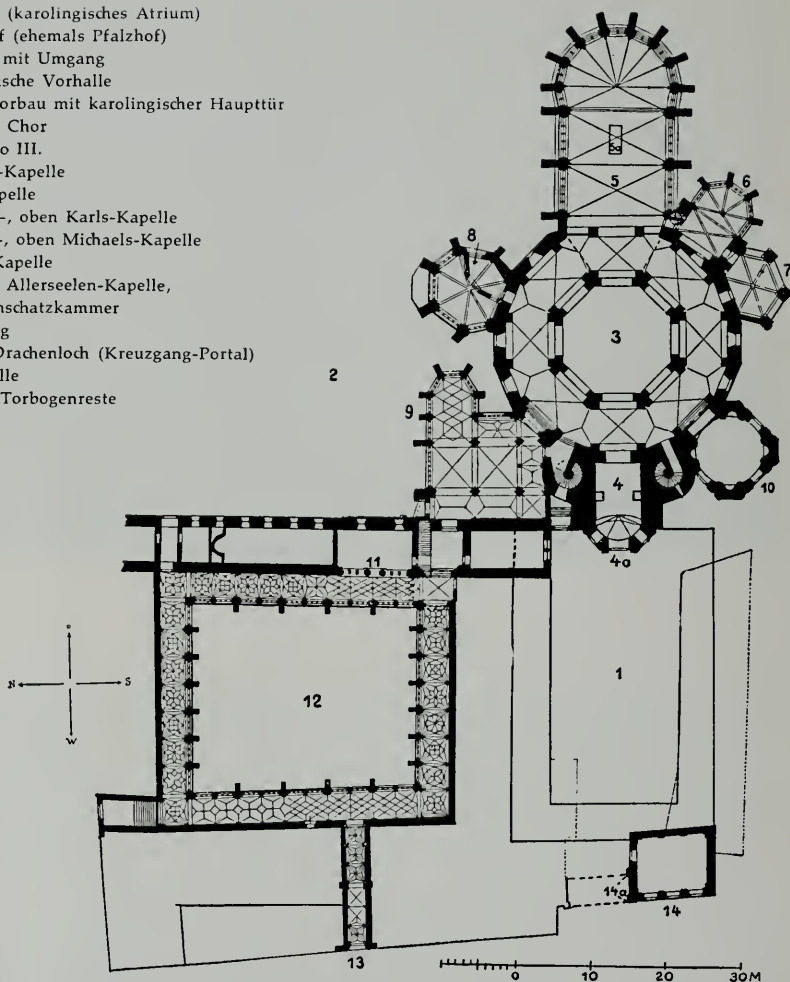 (karolingisches Atrium)
f (ehemals Pfalzhof)
mit Umgang
sche Vorhalle
orbau mit karolingischer Haupttür
Chor
o III.
-Kapelle
pelle
-, oben Karls-Kapelle
-, oben Michaels-Kapelle
Kapelle
Allerseelen-Kapelle,
nschatzkammer
g
Drachenloch (Kreuzgang-Portal)
lle
Torbogenreste
5a
5
6
8
7
3
2
9
4
10
4a
11
1
O
N S
W
12
14a
14
13
0 10 20 30M